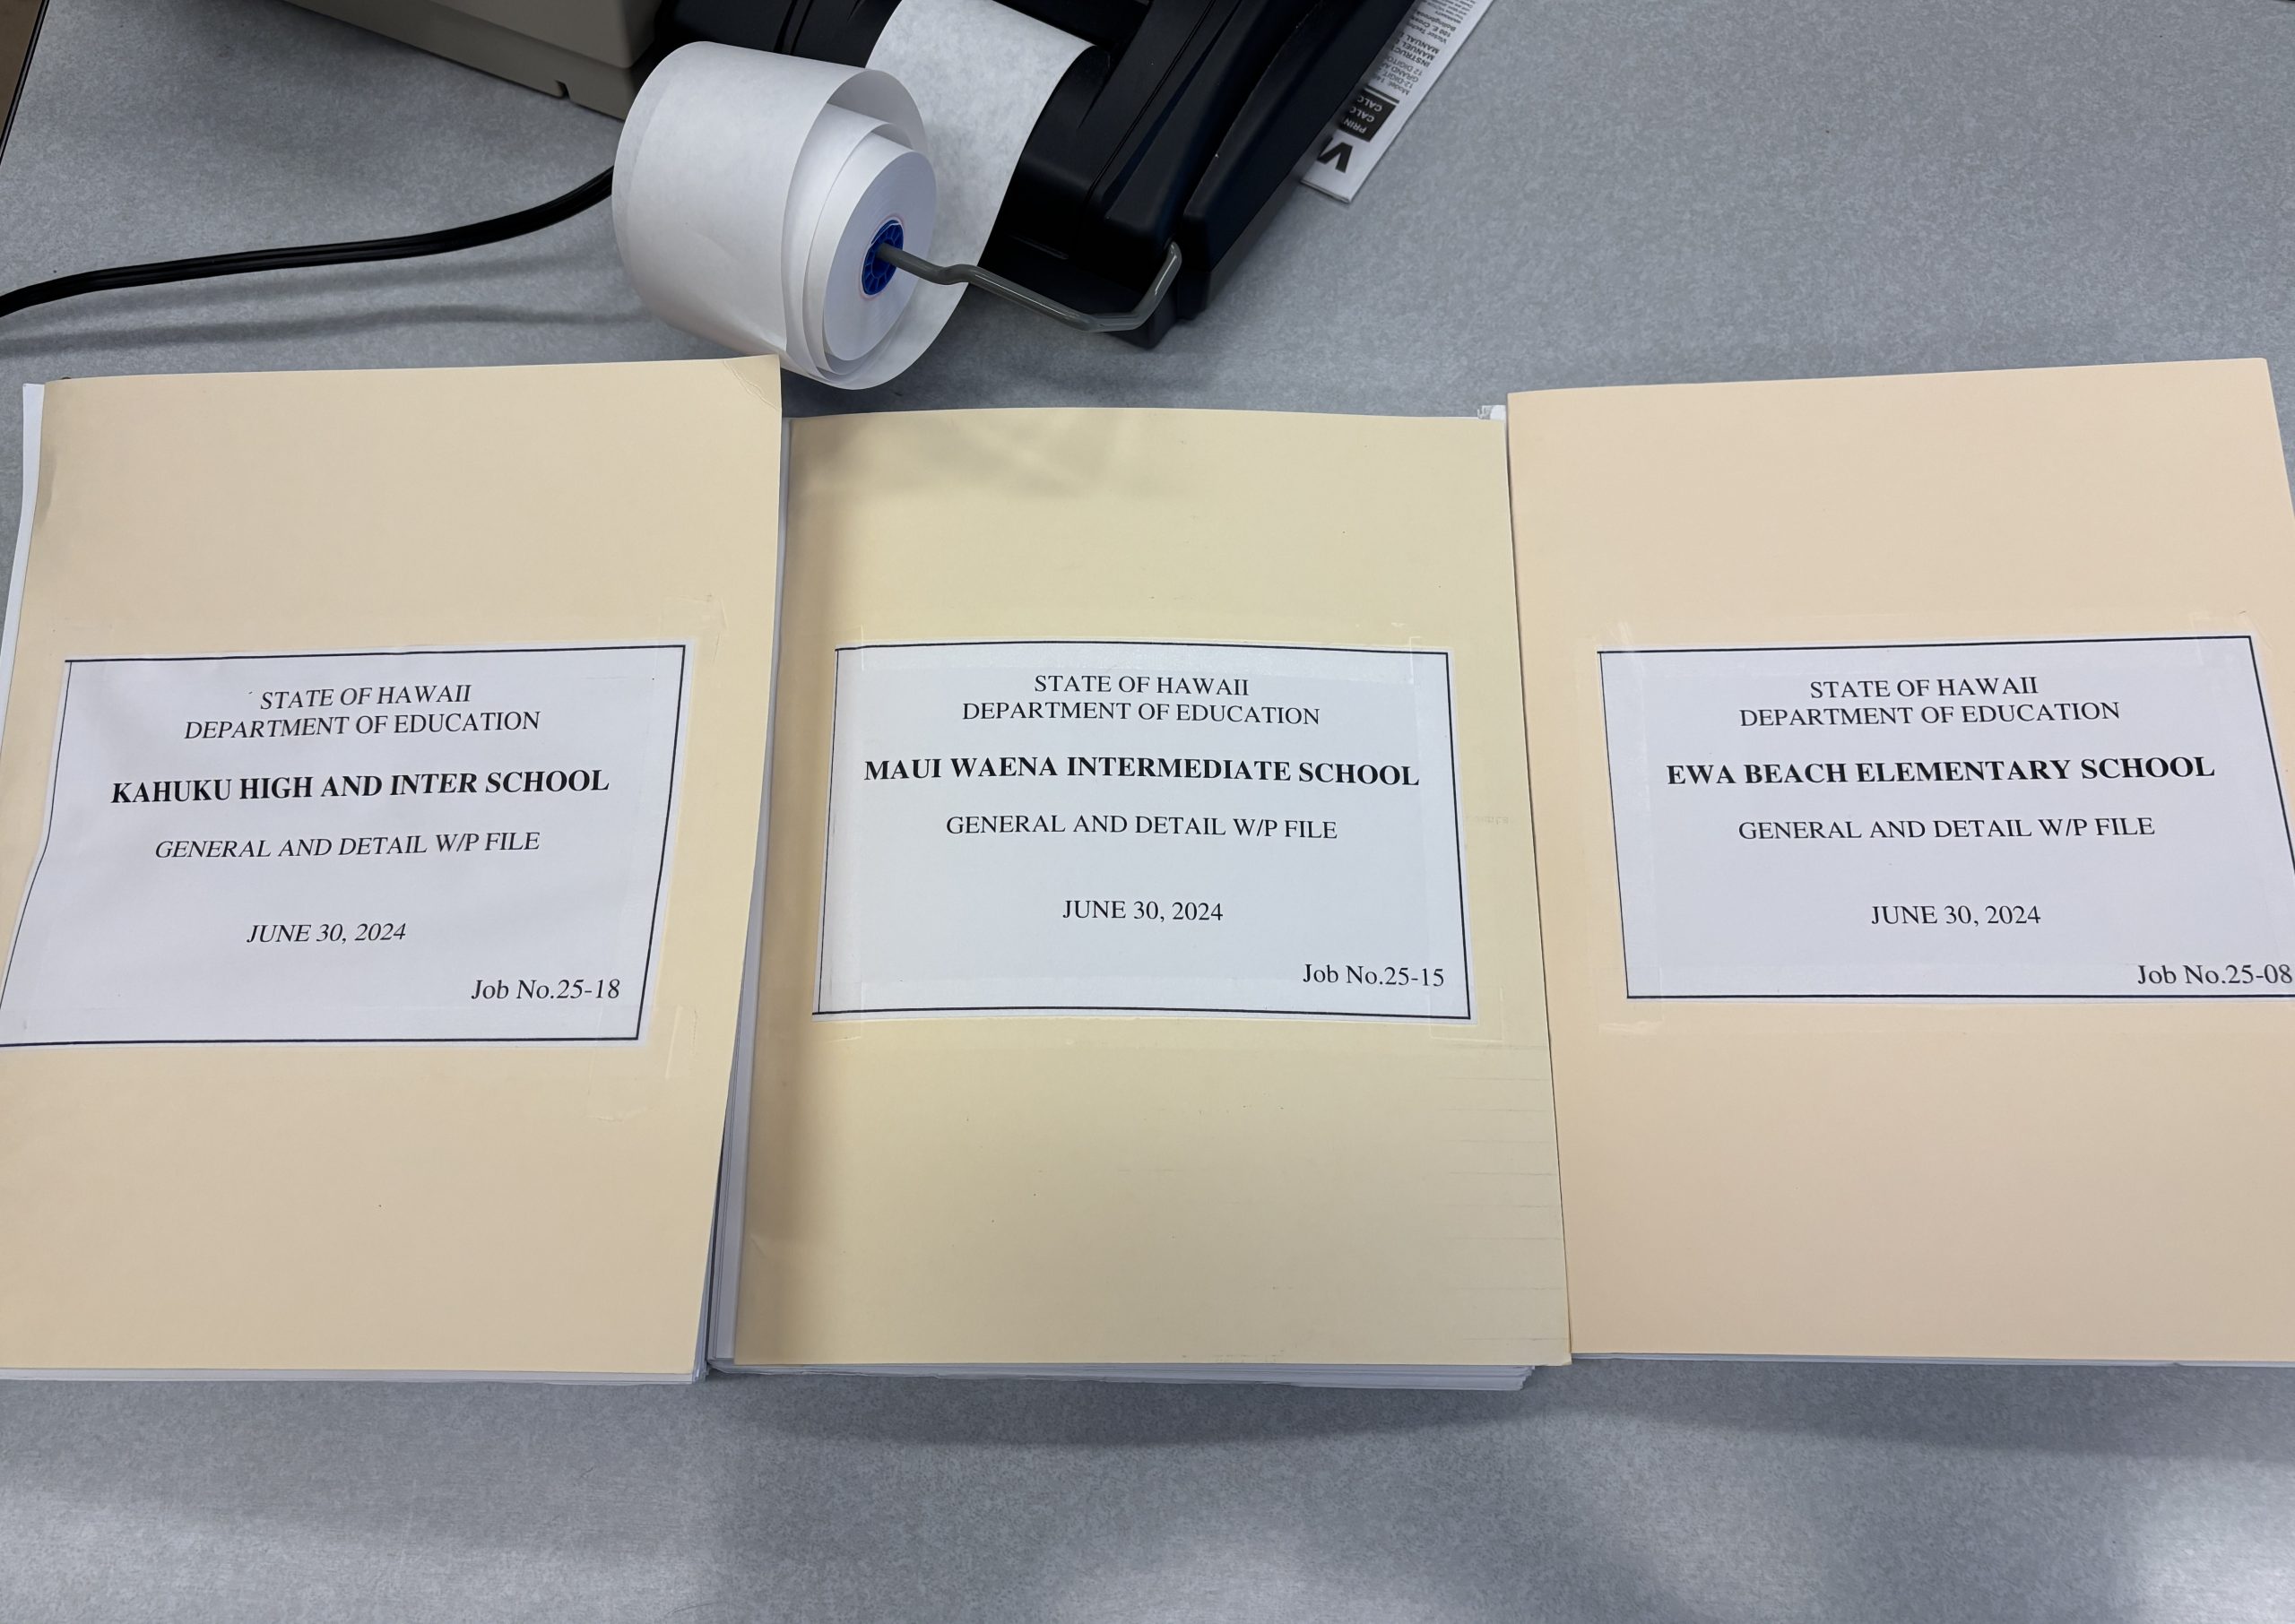 STATE OF HAWAII
DEPARTMENT OF EDUCATION
KAHUKU HIGH AND INTER SCHOOL
GENERAL AND DETAIL W/P FILE
JUNE 30, 2024
Job No.25-18
STATE OF HAWAII
DEPARTMENT OF EDUCATION
MAUI WAENA INTERMEDIATE SCHOOL
GENERAL AND DETAIL W/P FILE
JUNE 30, 2024
Job No.25-15
STATE OF HAWAII
DEPARTMENT OF EDUCATION
EWA BEACH ELEMENTARY SCHOOL
GENERAL AND DETAIL W/P FILE
JUNE 30, 2024
Job No.25-08